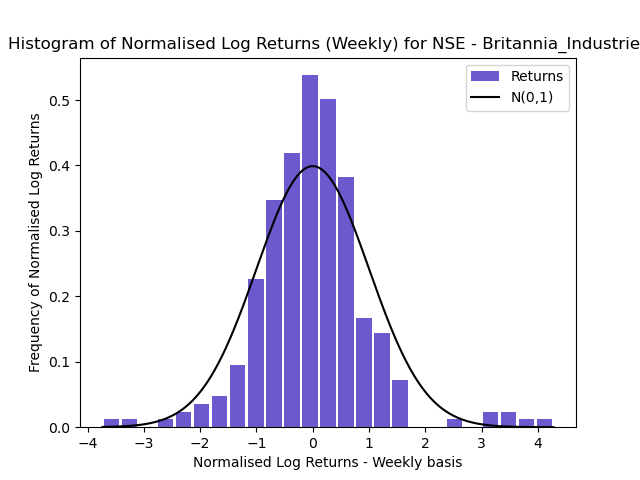 Histogram of Normalised Log Returns (Weekly) for NSE - Britannia_Industrie
Returns
N(0,1)
Frequency of Normalised Log Returns
0.5
0.4
0.3
0.2
0.1
0.0
−4 −3 −2 −1 0 1 2 3 4
Normalised Log Returns - Weekly basis